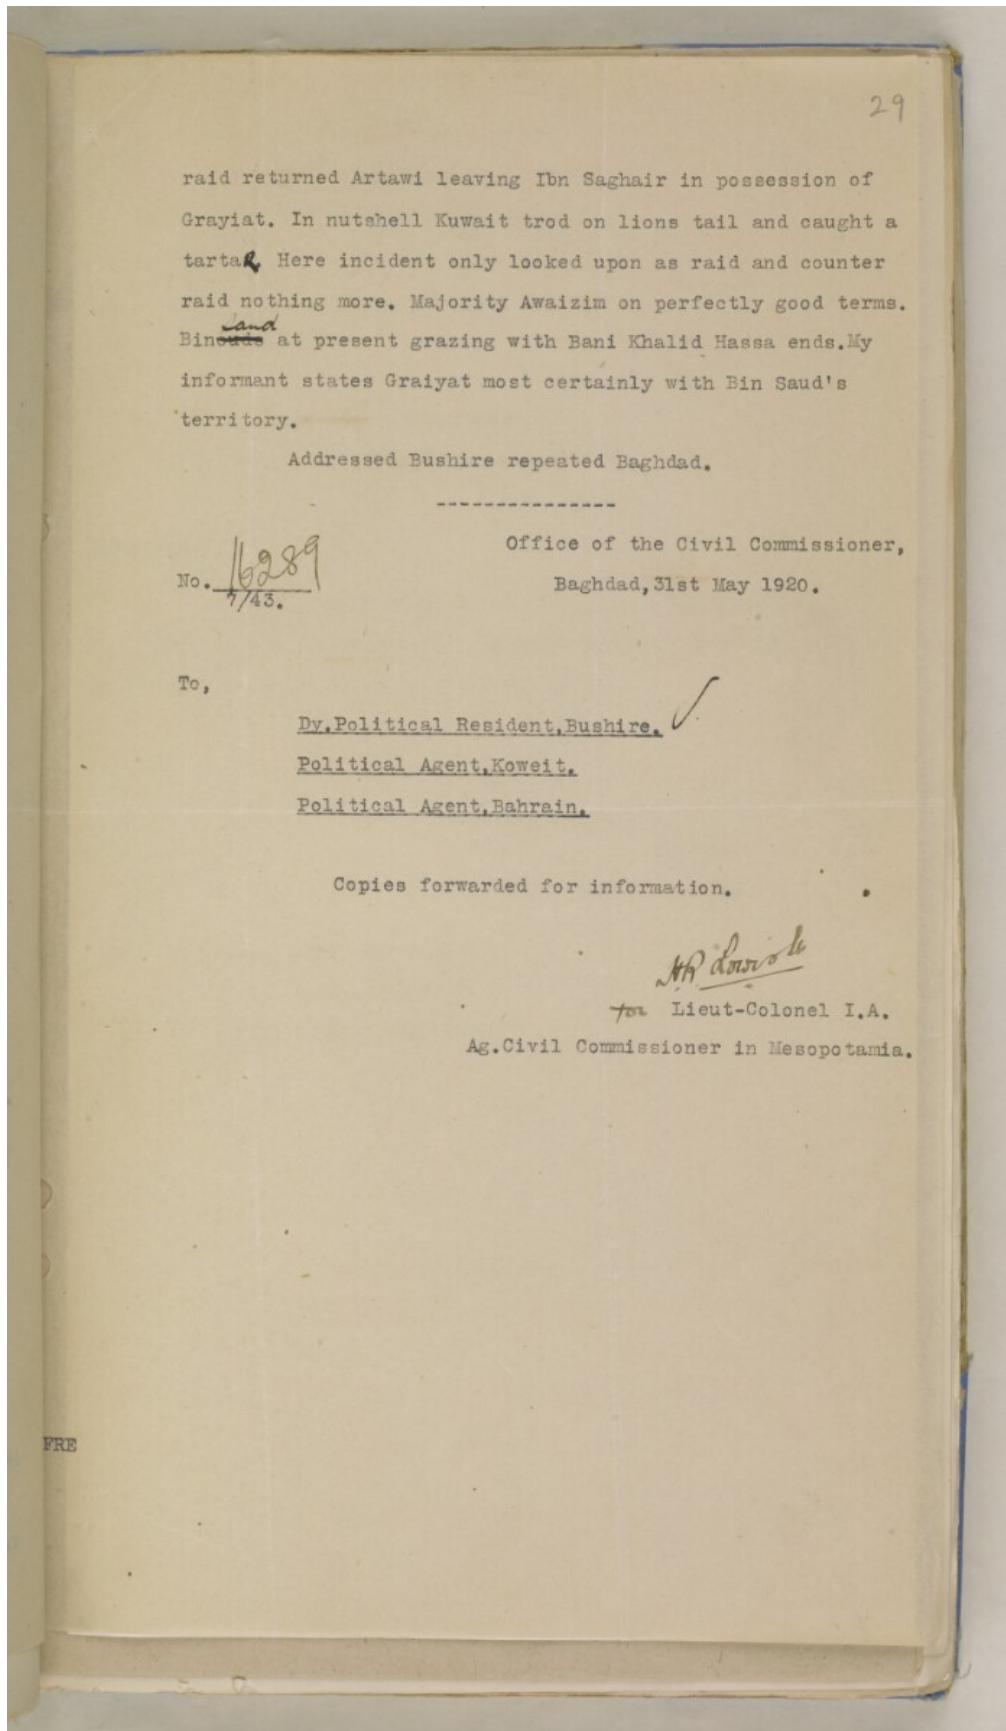 29
raid returned Artawi leaving Ibn Saghair in possession of
Grayiat. In nutshell Kuwait trod on lions tail and caught a
tartaR. Here incident only looked upon as raid and counter
raid nothing more. Majority Awaizim on perfectly good terms.
Saud
Bin at present grazing with Bani Khalid Hassa ends.My
informant states Graiyat most certainly with Bin Saud's
territory.
Addressed Bushire repeated Baghdad.
---------------
Office of the Civil Commissioner,
No. 16289
Baghdad,31st May 1920.
7/43.
To,
Dy.Political Resident,Bushire.
Political Agent,Koweit.
Political Agent,Bahrain.
Copies forwarded for information.
for Lieut-Colonel I.A.
Ag.Civil Commissioner in Mesopotamia.
FRE